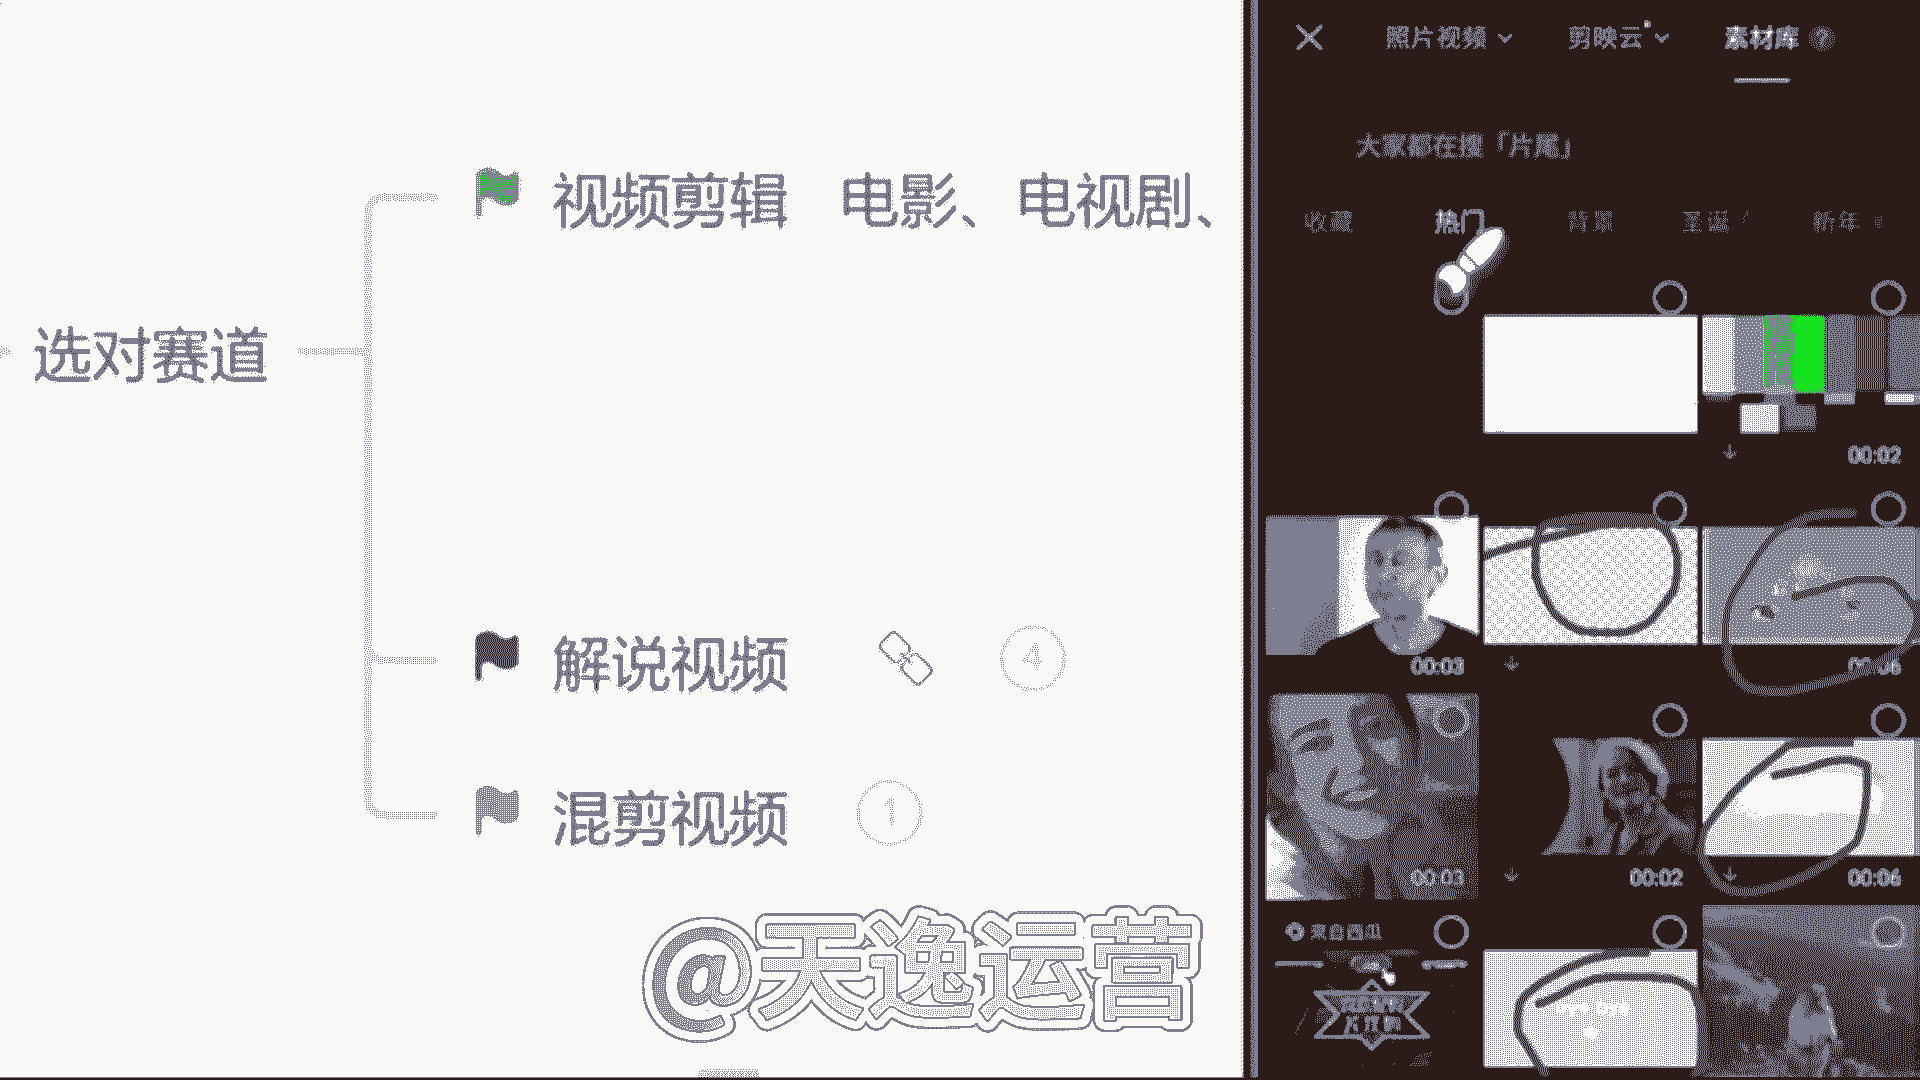 选对赛道
视频剪辑 电影、电视剧、
解说视频 4
混剪视频 1
@天逸运营
照片视频 剪映云 素材库 ?
大家都在搜「片尾」
收藏 热门 背景 圣诞 新年
00:02
00:03 00:06
00:03 00:02 00:06
来自西瓜
bye bye